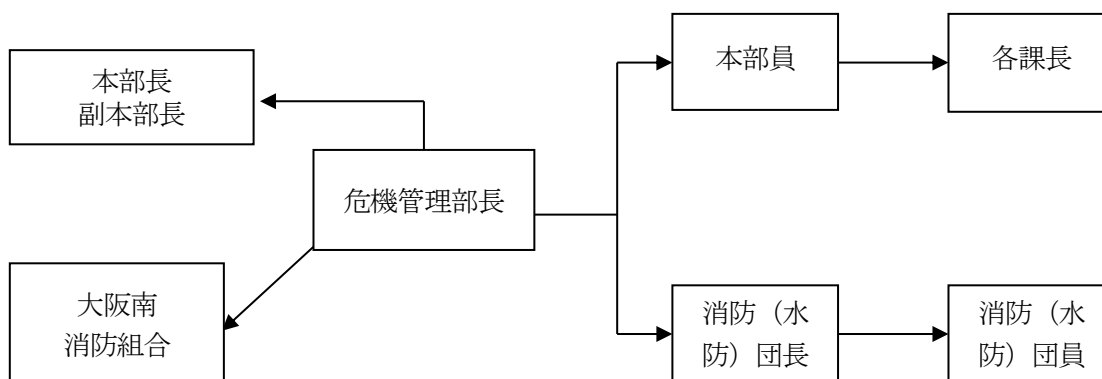 本部長
副本部長
危機管理部長
大阪南
消防組合
本部員
各課長
消防（水
防）団長
消防（水
防）団員